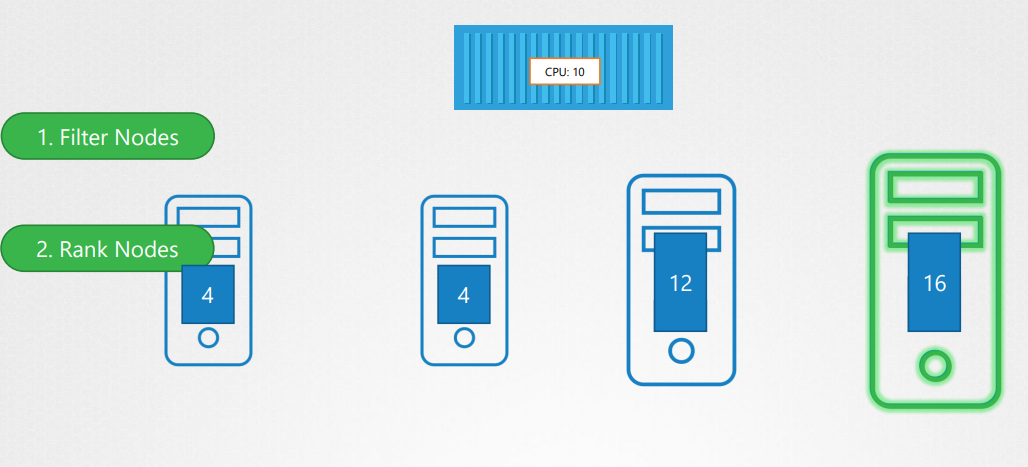 CPU: 10
1. Filter Nodes
2. Rank Nodes
4
4
12
16